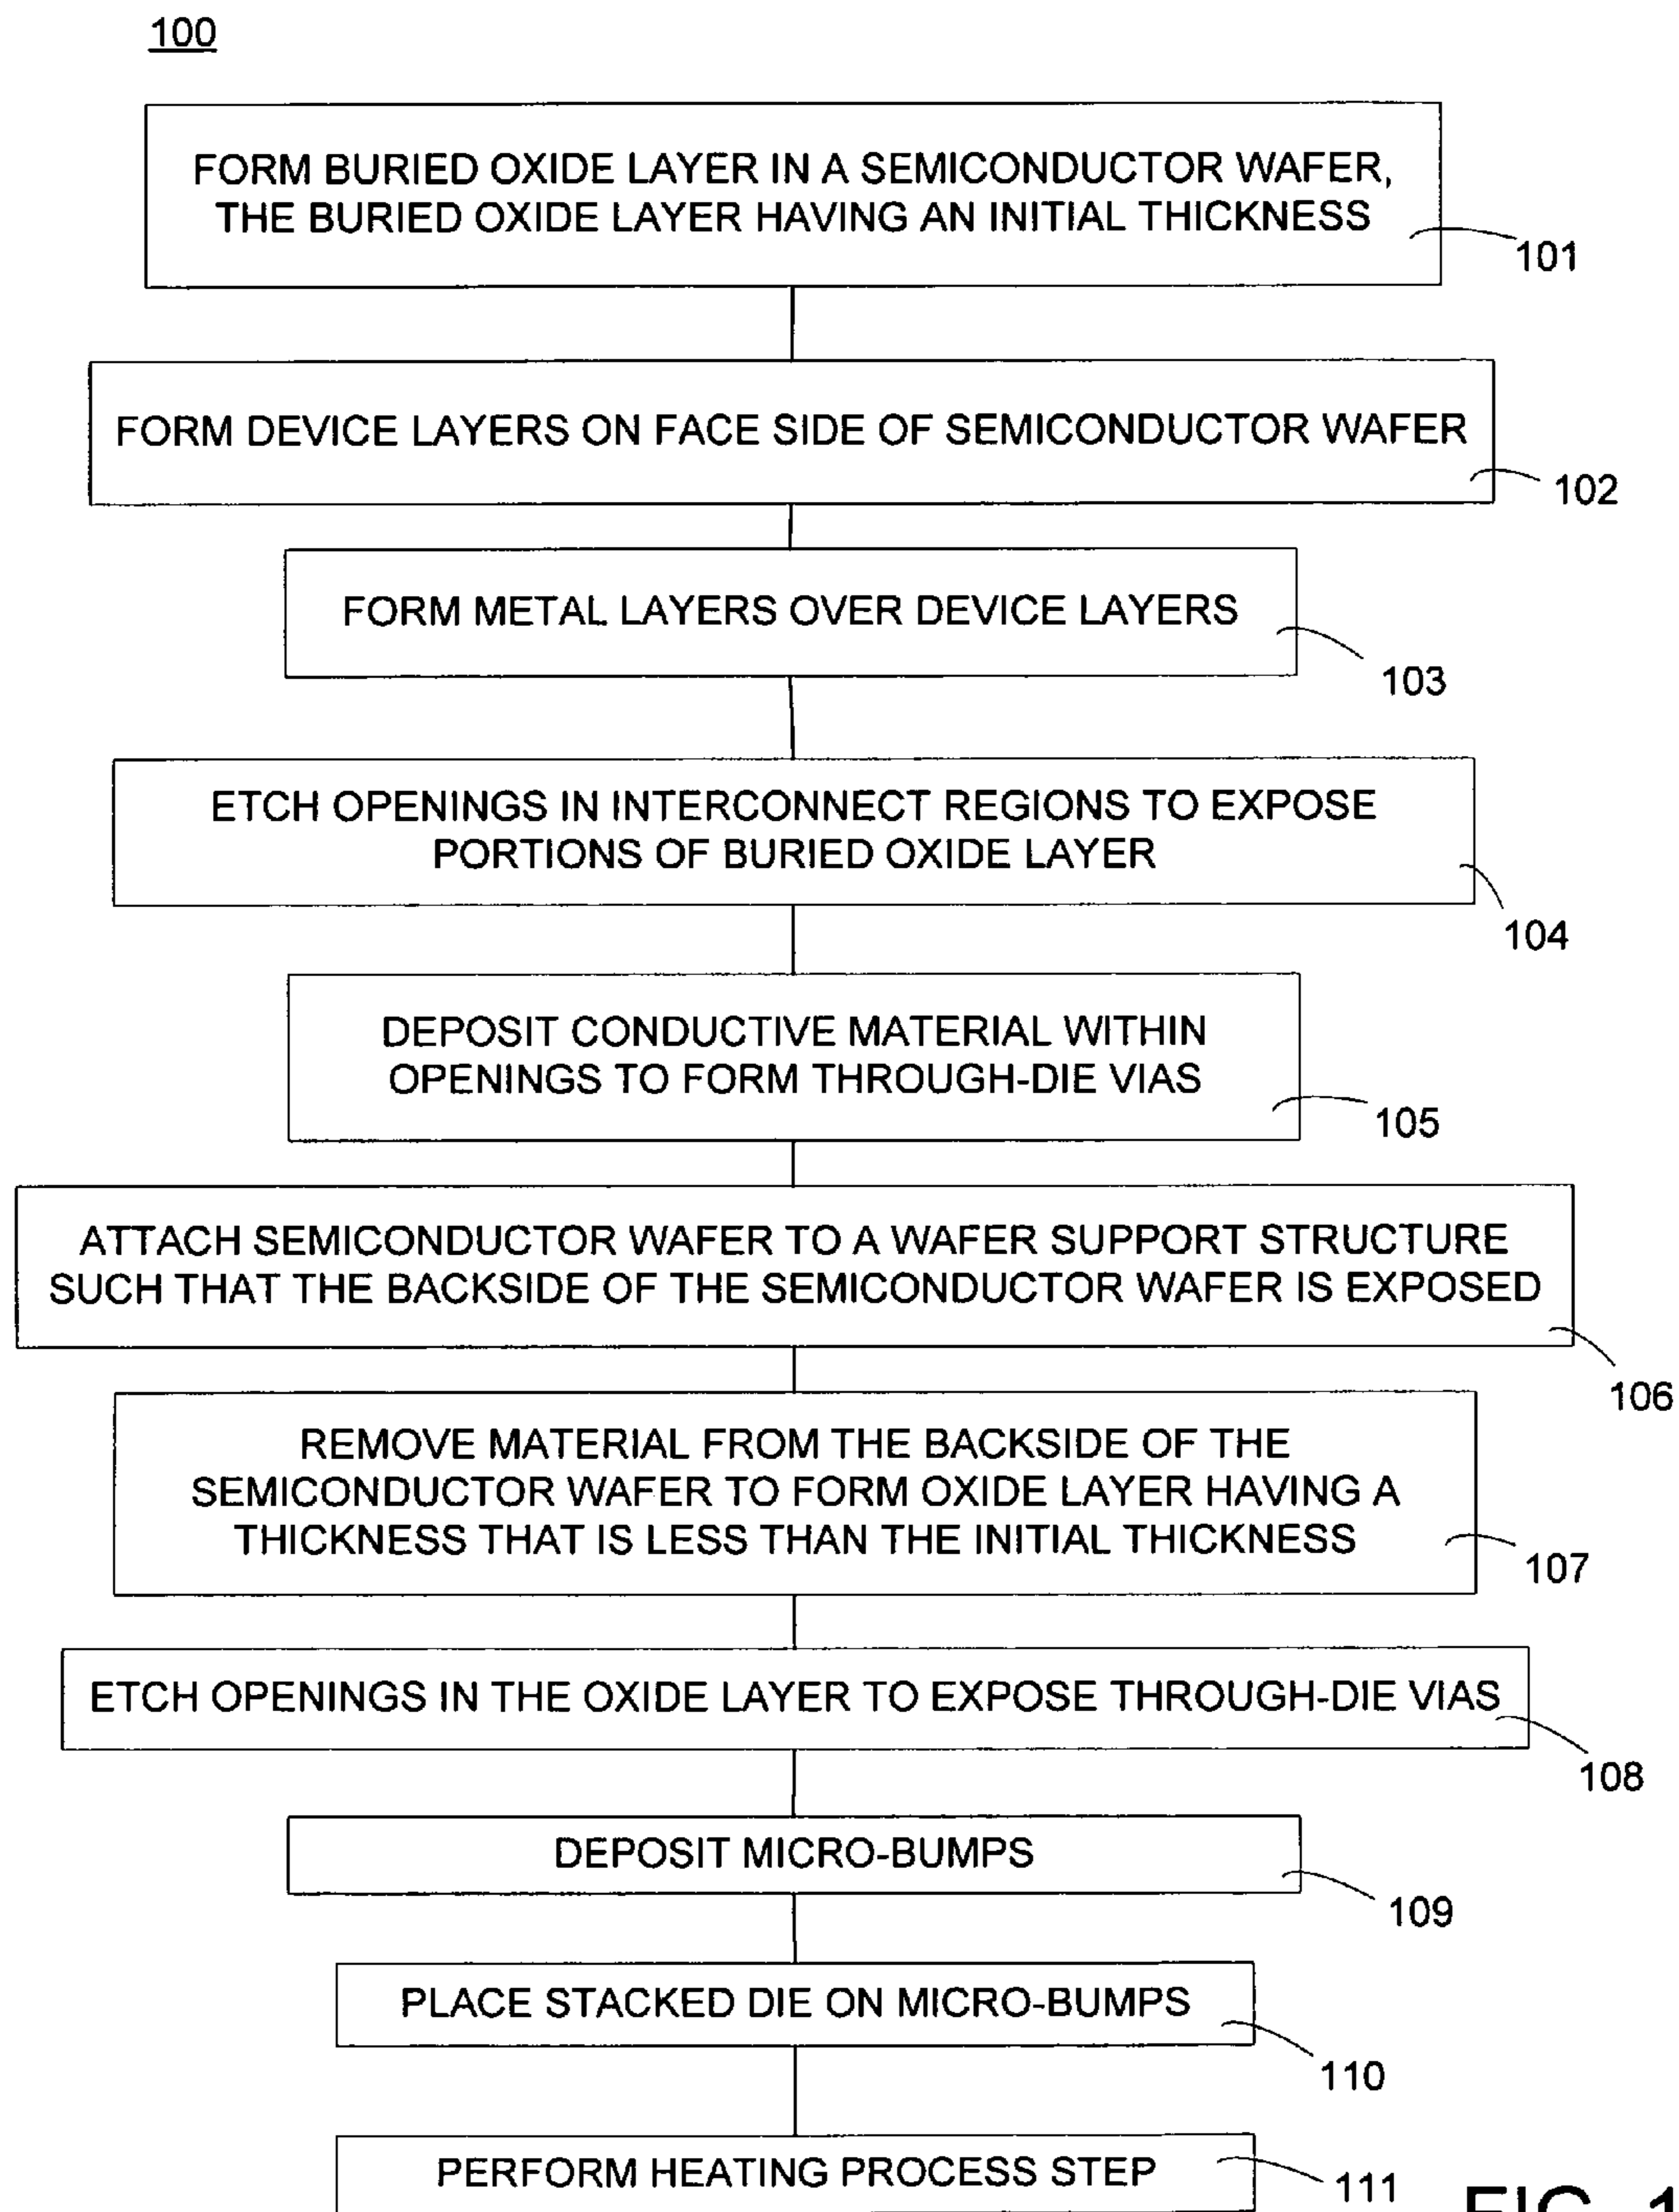 100
FORM BURIED OXIDE LAYER IN A SEMICONDUCTOR WAFER,
THE BURIED OXIDE LAYER HAVING AN INITIAL THICKNESS
101
FORM DEVICE LAYERS ON FACE SIDE OF SEMICONDUCTOR WAFER
102
FORM METAL LAYERS OVER DEVICE LAYERS
103
ETCH OPENINGS IN INTERCONNECT REGIONS TO EXPOSE
PORTIONS OF BURIED OXIDE LAYER
104
DEPOSIT CONDUCTIVE MATERIAL WITHIN
OPENINGS TO FORM THROUGH-DIE VIAS
105
ATTACH SEMICONDUCTOR WAFER TO A WAFER SUPPORT STRUCTURE
SUCH THAT THE BACKSIDE OF THE SEMICONDUCTOR WAFER IS EXPOSED
106
REMOVE MATERIAL FROM THE BACKSIDE OF THE
SEMICONDUCTOR WAFER TO FORM OXIDE LAYER HAVING A
THICKNESS THAT IS LESS THAN THE INITIAL THICKNESS
107
ETCH OPENINGS IN THE OXIDE LAYER TO EXPOSE THROUGH-DIE VIAS
108
DEPOSIT MICRO-BUMPS
109
PLACE STACKED DIE ON MICRO-BUMPS
110
PERFORM HEATING PROCESS STEP
111
FIG. 1